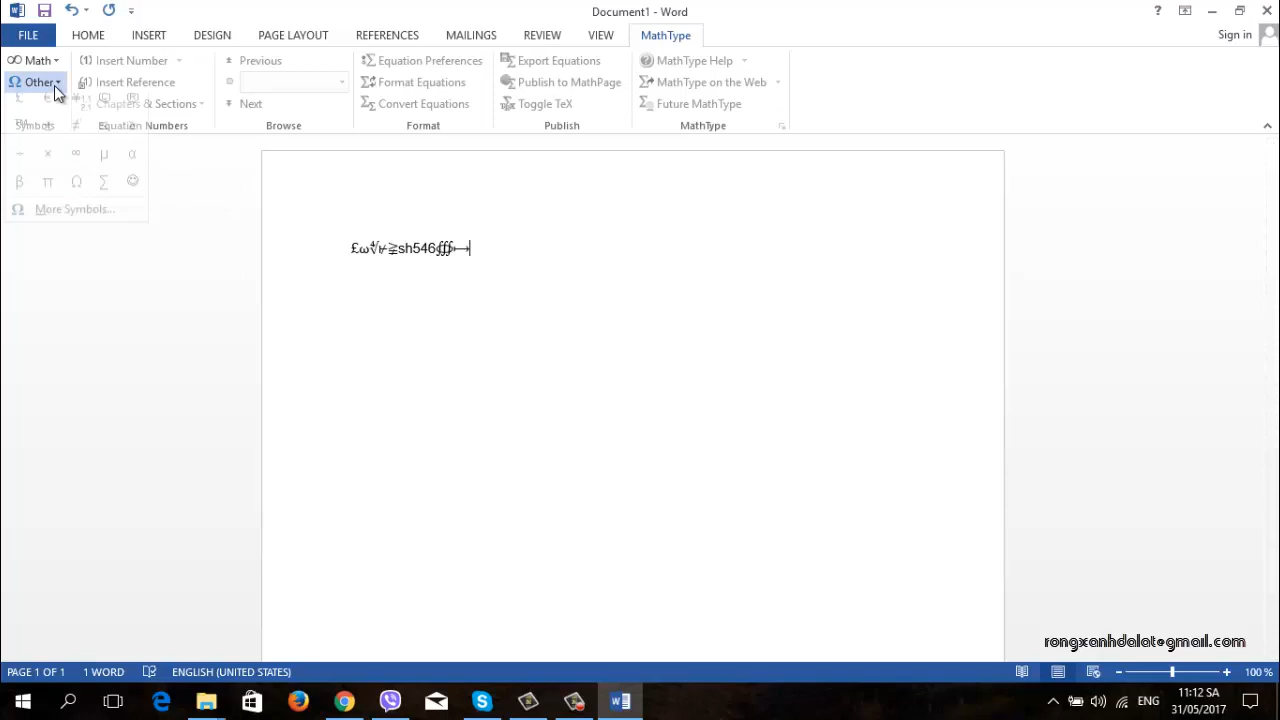 Document1 - Word
?
FILE HOME INSERT DESIGN PAGE LAYOUT REFERENCES MAILINGS REVIEW VIEW MathType Sign in
Math (1) Insert Number Previous Equation Preferences Export Equations MathType Help
Other Insert Reference Format Equations Publish to MathPage MathType on the Web
Chapters & Sections Next Convert Equations Toggle TeX Future MathType
Symbols Equation Numbers Browse Format Publish MathType
÷ × ∞ µ α
β π Ω ∑ ☺
Ω More Symbols...
sh546
rongxanhdalat@gmail.com
PAGE 1 OF 1 1 WORD ENGLISH (UNITED STATES) 100 %
ENG 11:12 SA
31/05/2017